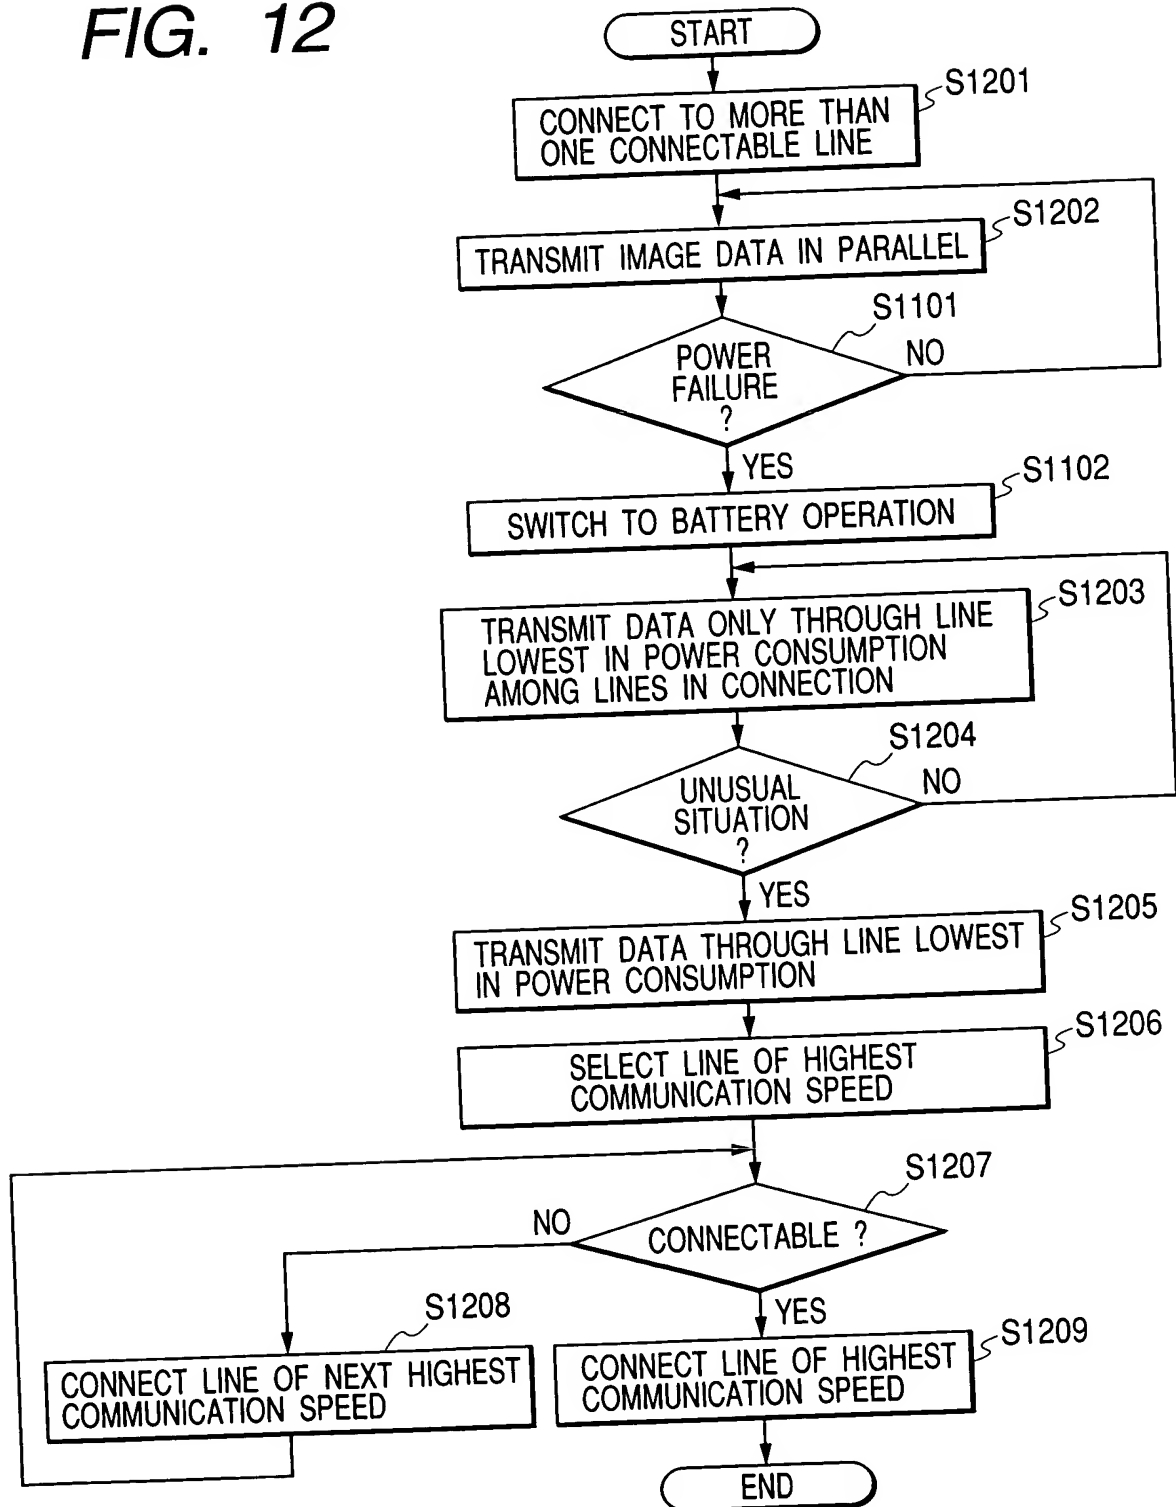 FIG. 12
START
S1201
CONNECT TO MORE THAN
ONE CONNECTABLE LINE
S1202
TRANSMIT IMAGE DATA IN PARALLEL
S1101
POWER
FAILURE
?
NO
YES
S1102
SWITCH TO BATTERY OPERATION
S1203
TRANSMIT DATA ONLY THROUGH LINE
LOWEST IN POWER CONSUMPTION
AMONG LINES IN CONNECTION
S1204
UNUSUAL
SITUATION
?
NO
YES
S1205
TRANSMIT DATA THROUGH LINE LOWEST
IN POWER CONSUMPTION
S1206
SELECT LINE OF HIGHEST
COMMUNICATION SPEED
S1207
CONNECTABLE ?
NO
YES
S1208
CONNECT LINE OF NEXT HIGHEST
COMMUNICATION SPEED
S1209
CONNECT LINE OF HIGHEST
COMMUNICATION SPEED
END